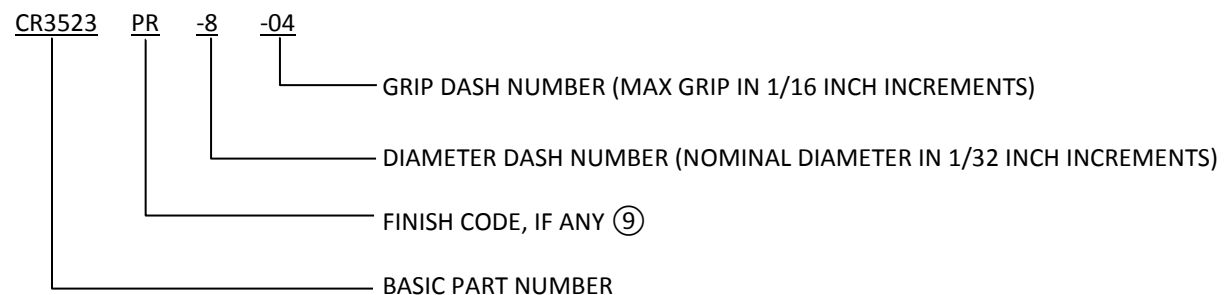 CR3523 PR -8 -04
GRIP DASH NUMBER (MAX GRIP IN 1/16 INCH INCREMENTS)
DIAMETER DASH NUMBER (NOMINAL DIAMETER IN 1/32 INCH INCREMENTS)
FINISH CODE, IF ANY ⑨
BASIC PART NUMBER